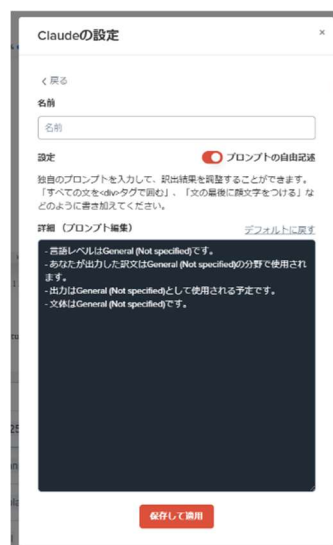 Claudeの設定
×
戻る
名前
名前
設定
プロンプトの自由記述
独自のプロンプトを入力して、訳出結果を調整することができます。
「すべての文を<div>タグで囲む」、「文の最後に顔文字をつける」な
どのように書き加えてください。
詳細（プロンプト編集）
デフォルトに戻す
- 言語レベルはGeneral (Not specified)です。
- あなたが出力した訳文はGeneral (Not specified)の分野で使用され
ます。
- 出力はGeneral (Not specified)として使用される予定です。
- 文体はGeneral (Not specified)です。
保存して適用